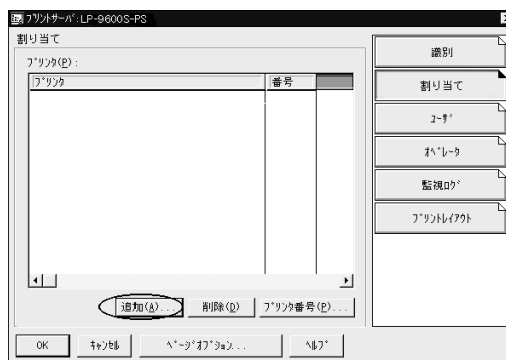 ﾌﾟﾘﾝﾄｻｰﾊﾞ:LP-9600S-PS
割り当て
ﾌﾟﾘﾝﾀ(P):
ﾌﾟﾘﾝﾀ 番号
追加(A)... 削除(D) ﾌﾟﾘﾝﾀ番号(P)...
OK ｷｬﾝｾﾙ ﾍﾟｰｼﾞｵﾌﾟｼｮﾝ... ﾍﾙﾌﾟ
識別
割り当て
ﾕｰｻﾞ
ｵﾍﾟﾚｰﾀ
監視ﾛｸﾞ
ﾌﾟﾘﾝﾄﾚｲｱｳﾄ